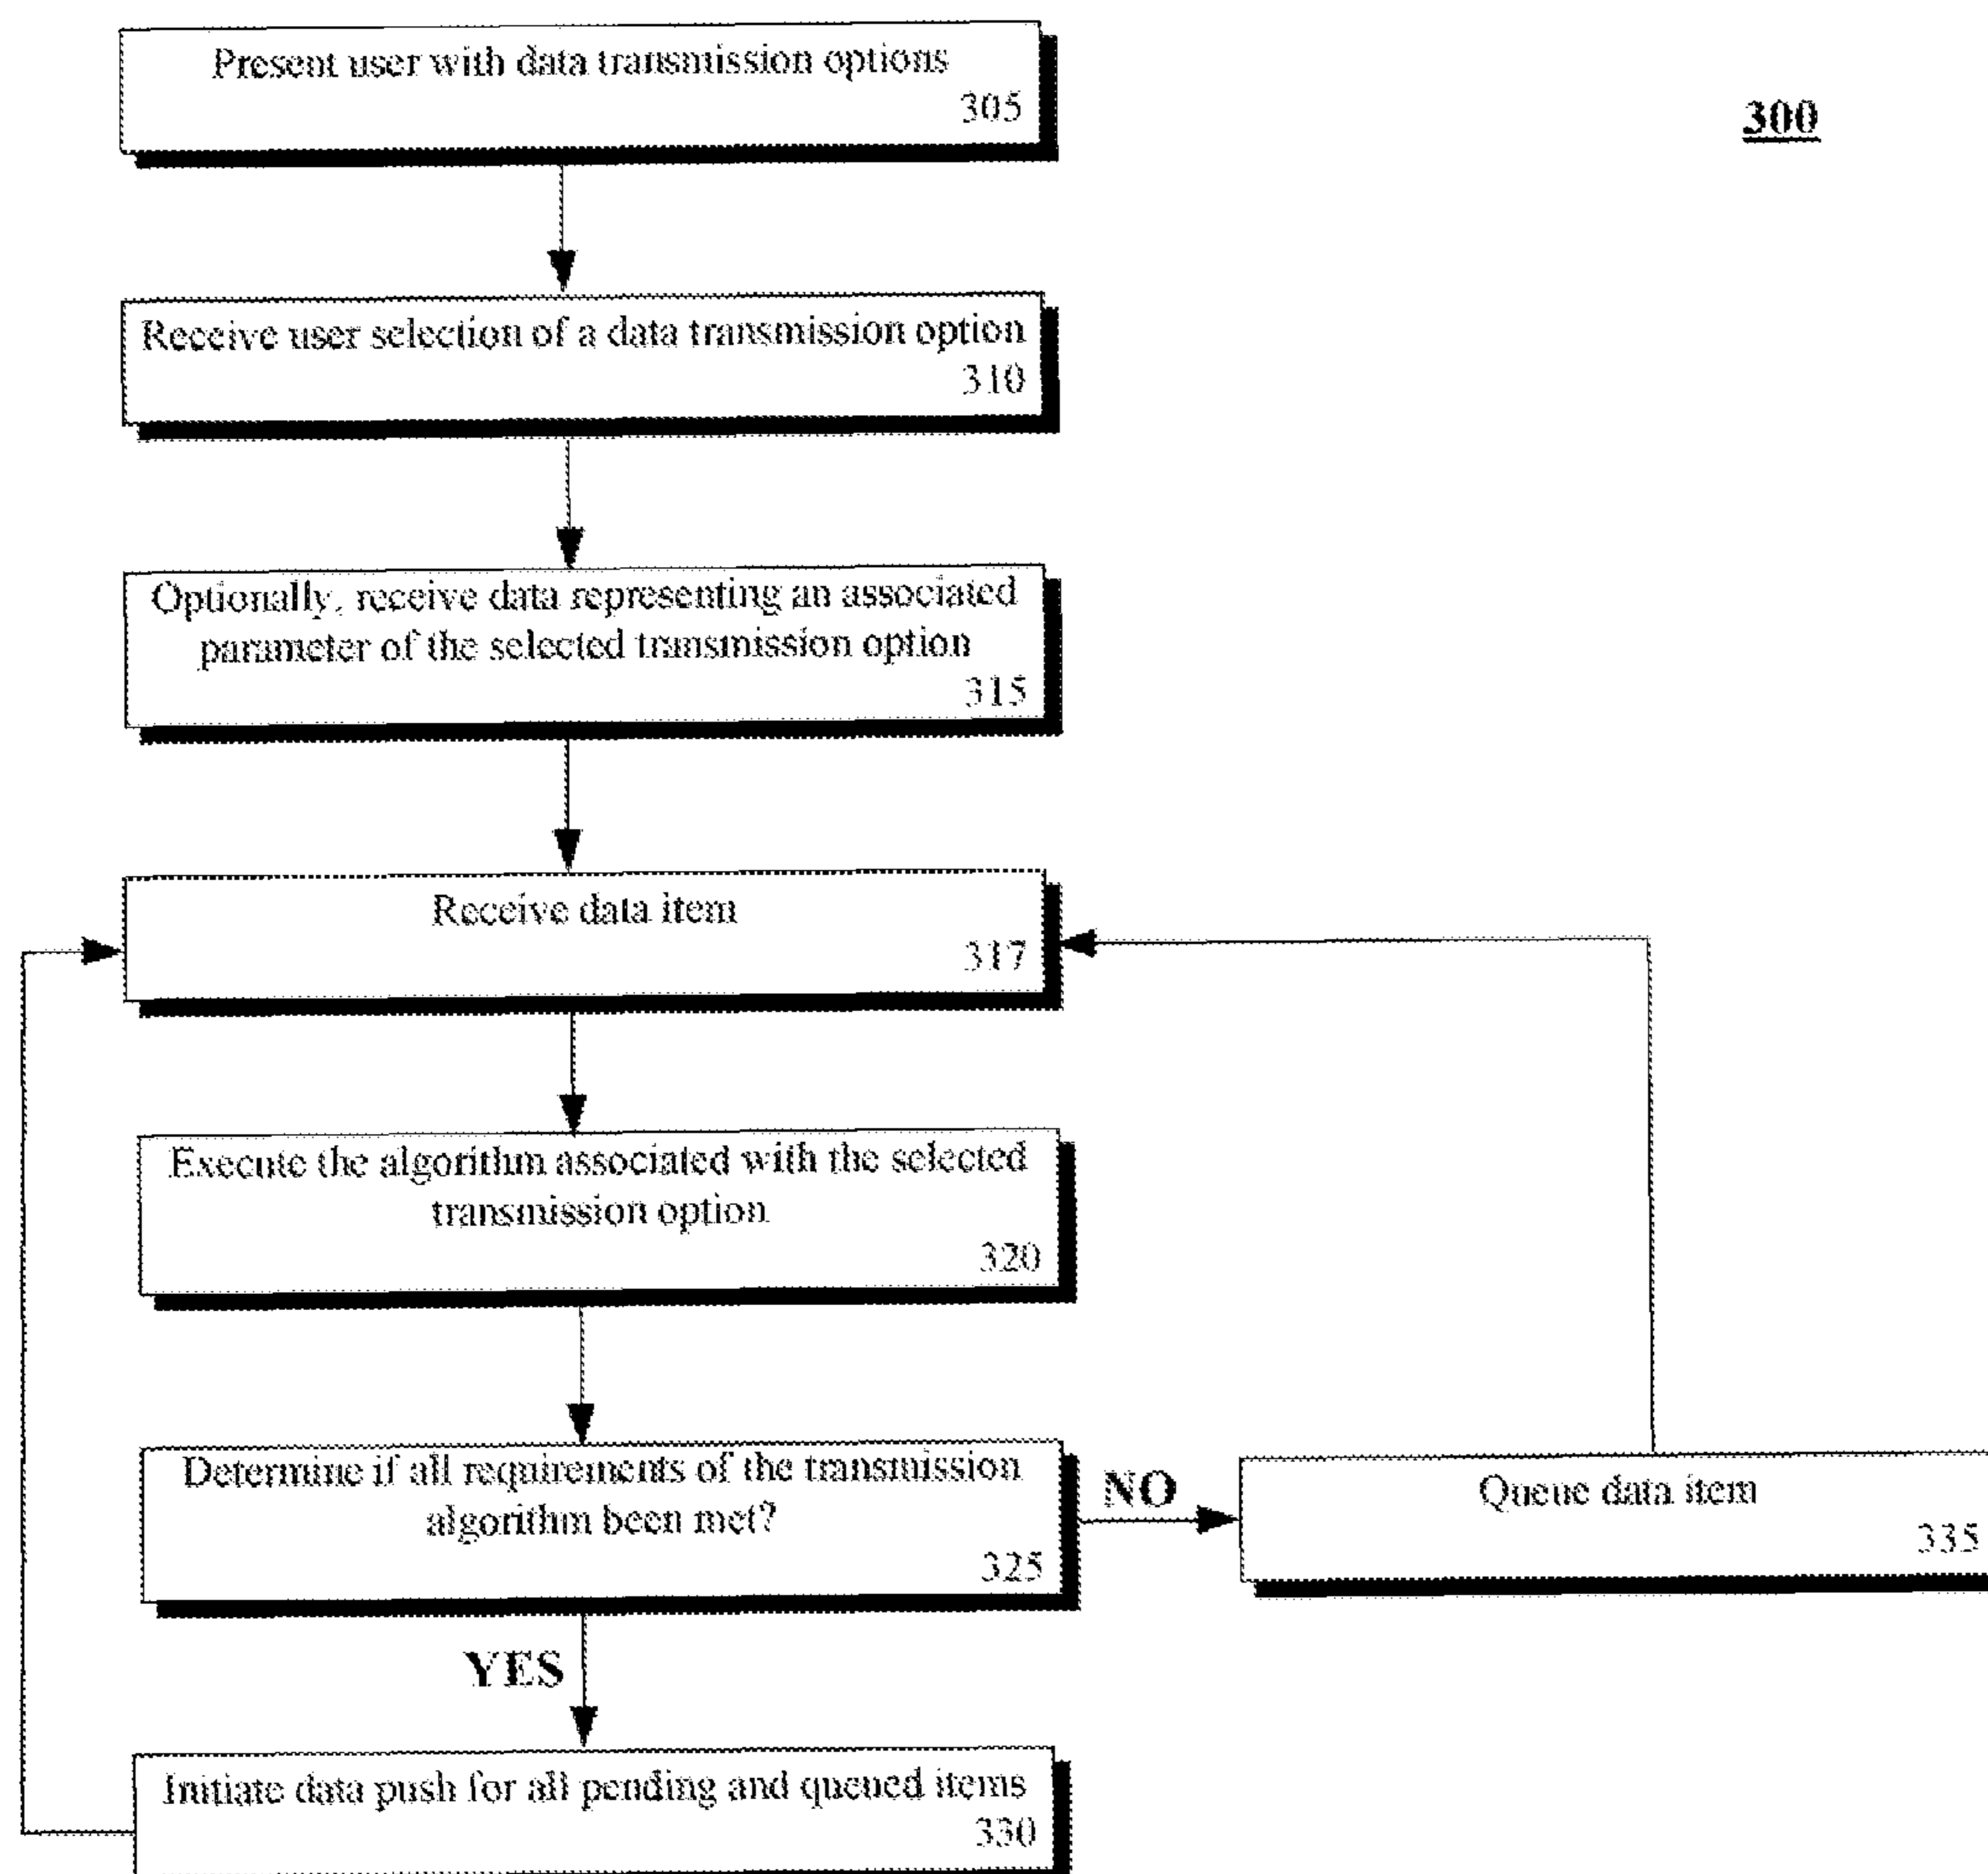 Present user with data transmission options
305
300
Receive user selection of a data transmission option
310
Optionally, receive data representing an associated
parameter of the selected transmission option
315
Receive data item
317
Execute the algorithm associated with the selected
transmission option
320
Determine if all requirements of the transmission
algorithm been met?
325
NO
Queue data item
335
YES
Initiate data push for all pending and queued items
330